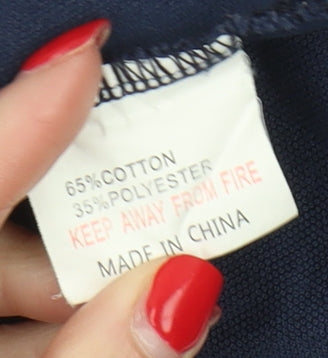 65%COTTON
35%POLYESTER
KEEP AWAY FROM FIRE
MADE IN CHINA